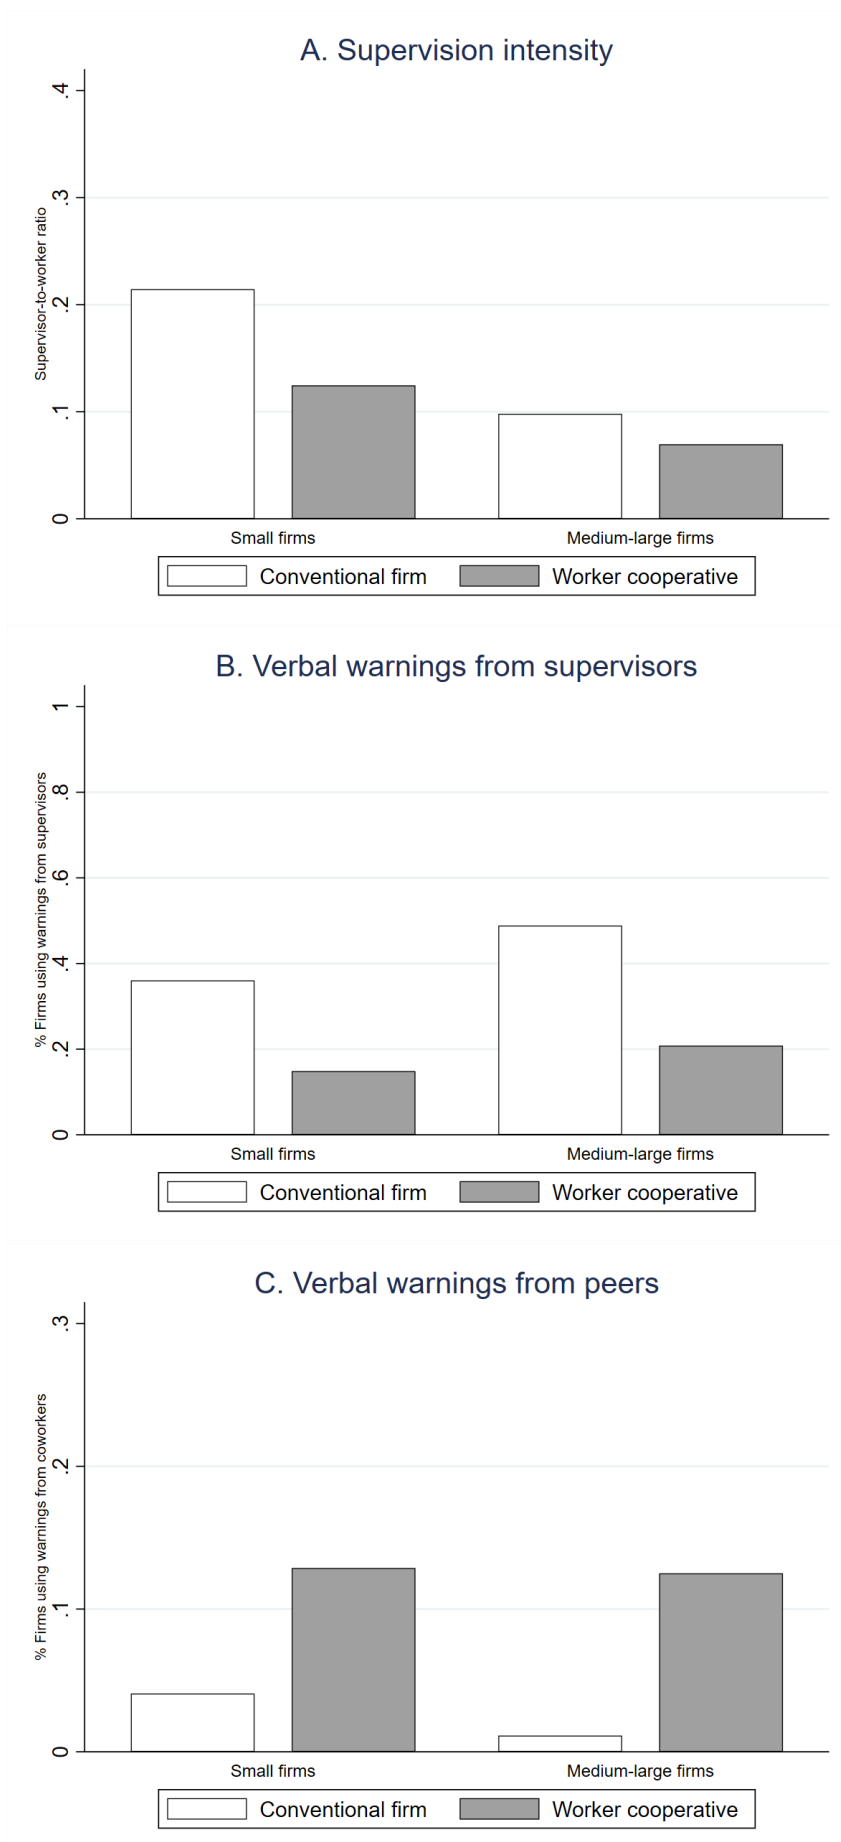 A. Supervision intensity
Supervisor-to-worker ratio
.4
.3
.2
.1
0
Small firms Medium-large firms
Conventional firm Worker cooperative
B. Verbal warnings from supervisors
% Firms using warnings from supervisors
1
.8
.6
.4
.2
0
Small firms Medium-large firms
Conventional firm Worker cooperative
C. Verbal warnings from peers
% Firms using warnings from coworkers
.3
.2
.1
0
Small firms Medium-large firms
Conventional firm Worker cooperative